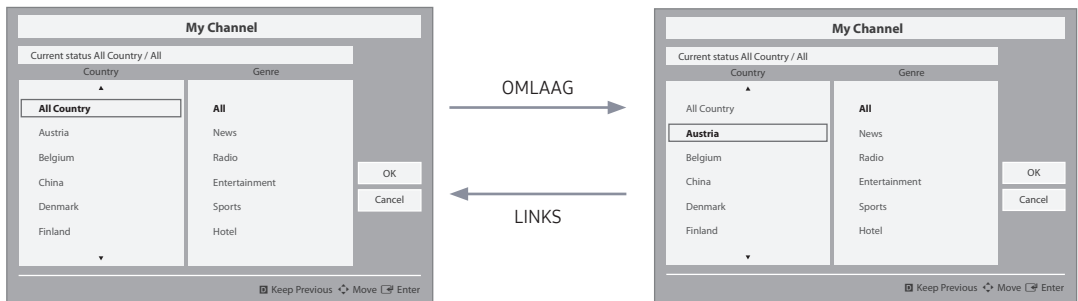 My Channel
Current status All Country / All
Country
Genre
All Country
All
Austria
News
Belgium
Radio
China
Entertainment
Denmark
Sports
Finland
Hotel
OK
Cancel
D Keep Previous Move Enter
OMLAAG
LINKS
My Channel
Current status All Country / All
Country
Genre
All Country
All
Austria
News
Belgium
Radio
China
Entertainment
Denmark
Sports
Finland
Hotel
OK
Cancel
D Keep Previous Move Enter